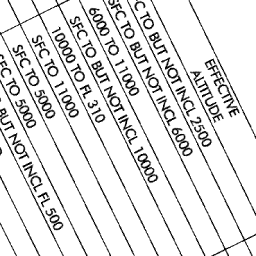 EFFECTIVE
ALTITUDE
TO BUT NOT INCL 2500
SFC TO BUT NOT INCL 6000
6000 TO 11000
SFC TO BUT NOT INCL 10000
10000 TO FL 310
SFC TO 11000
SFC TO 5000
SFC TO 5000
BUT NOT INCL FL 500